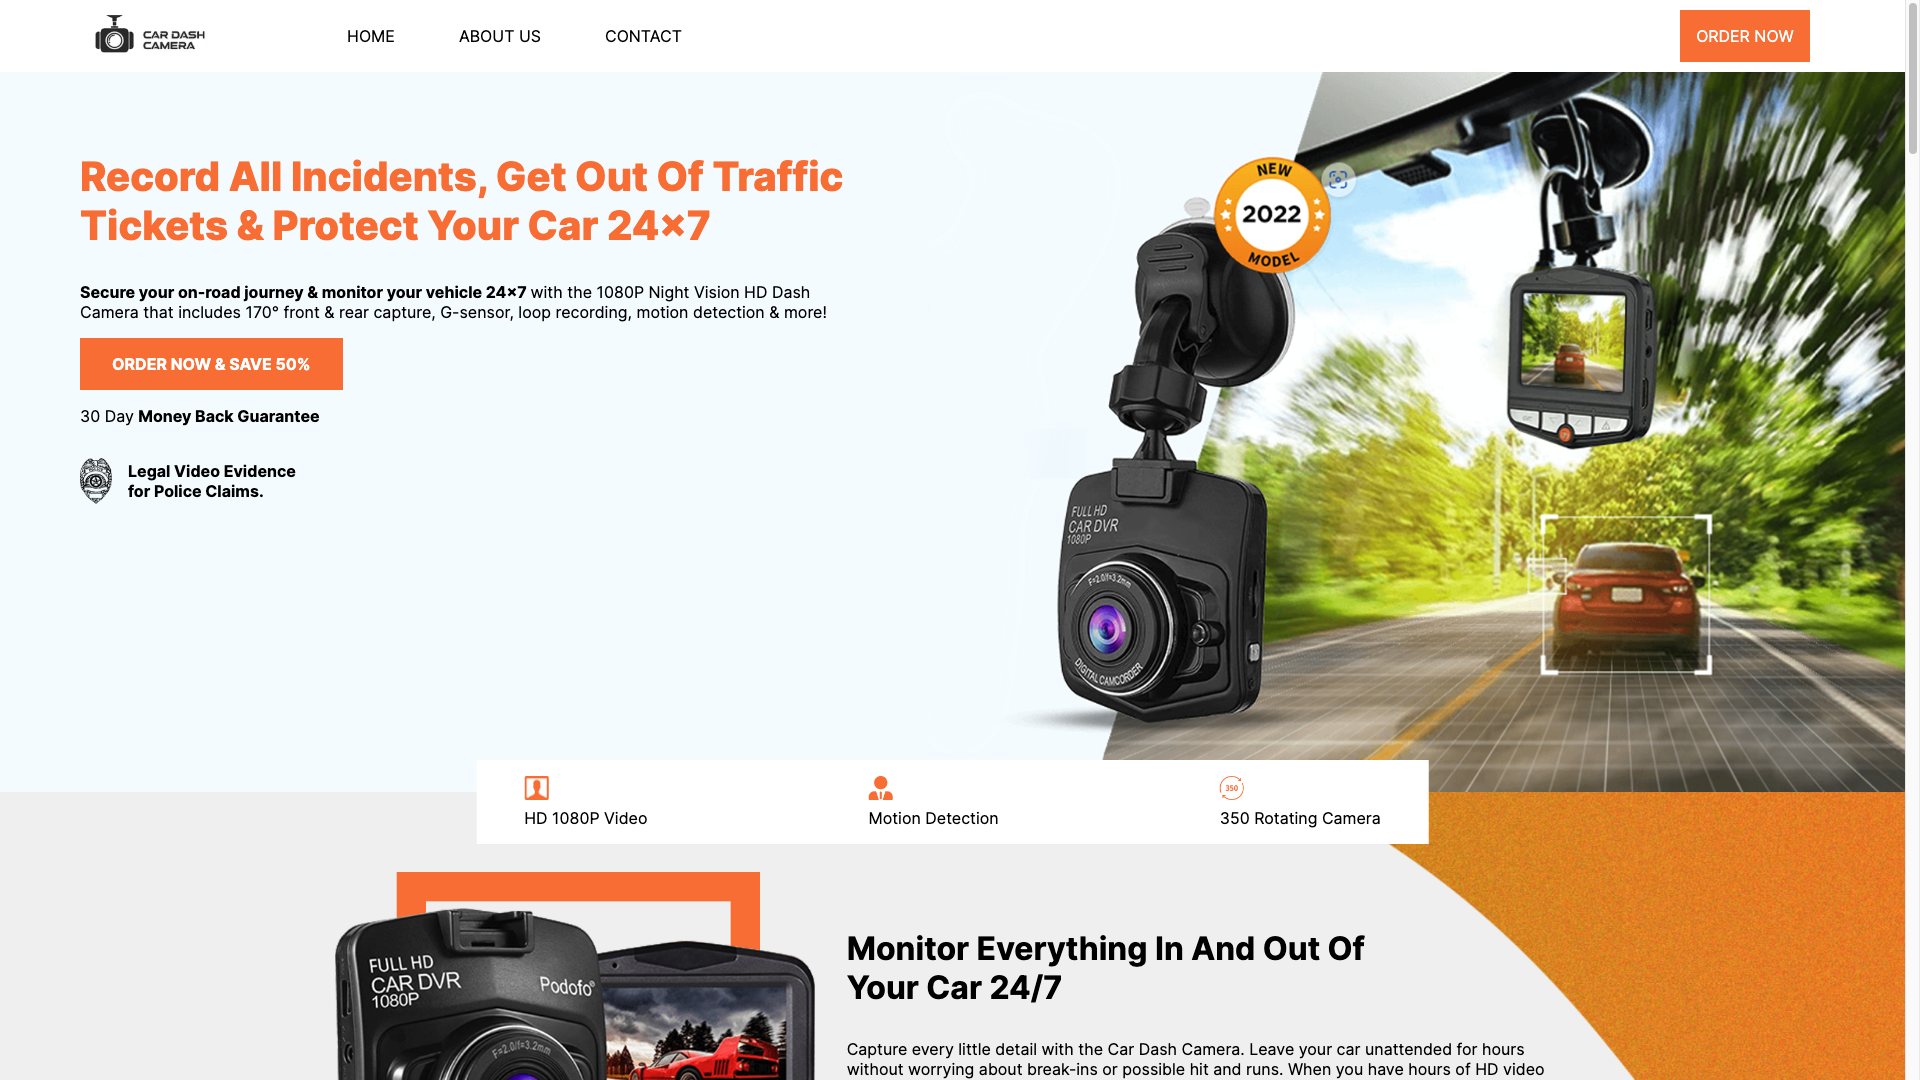 CAR DASH
CAMERA
HOME
ABOUT US
CONTACT
ORDER NOW
Record All Incidents, Get Out Of Traffic
Tickets & Protect Your Car 24×7
Secure your on-road journey & monitor your vehicle 24×7 with the 1080P Night Vision HD Dash
Camera that includes 170° front & rear capture, G-sensor, loop recording, motion detection & more!
ORDER NOW & SAVE 50%
30 Day Money Back Guarantee
Legal Video Evidence
for Police Claims.
NEW
2022
MODEL
FULL HD
CAR DVR
1080P
F=2.0/f=3.2mm
DIGITAL CAMCORDER
HD 1080P Video
Motion Detection
350
350 Rotating Camera
FULL HD
CAR DVR
1080P
Podofo®
F=2.0/f=3.2mm
Monitor Everything In And Out Of
Your Car 24/7
Capture every little detail with the Car Dash Camera. Leave your car unattended for hours
without worrying about break-ins or possible hit and runs. When you have hours of HD video